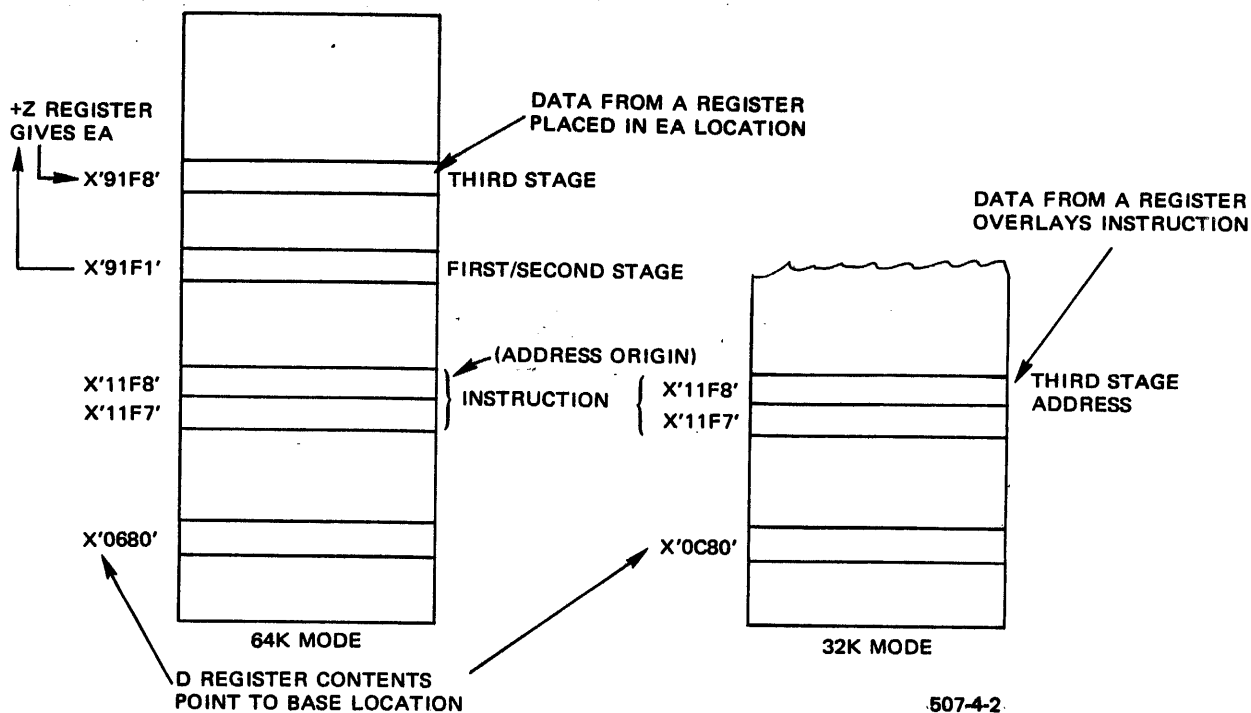 +Z REGISTER
GIVES EA
DATA FROM A REGISTER
PLACED IN EA LOCATION
X'91F8'
THIRD STAGE
X'91F1'
FIRST/SECOND STAGE
DATA FROM A REGISTER
OVERLAYS INSTRUCTION
(ADDRESS ORIGIN)
X'11F8'
X'11F7'
INSTRUCTION
X'11F8'
X'11F7'
THIRD STAGE
ADDRESS
X'0680'
X'0C80'
64K MODE
32K MODE
D REGISTER CONTENTS
POINT TO BASE LOCATION
507-4-2